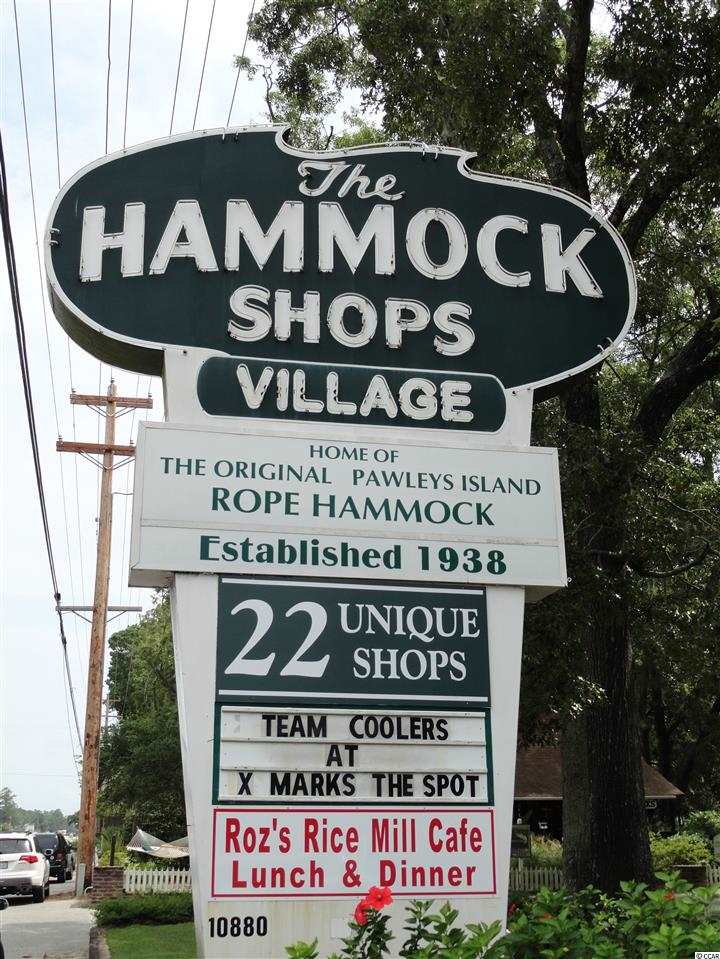 The
HAMMOCK
SHOPS
VILLAGE
HOME OF
THE ORIGINAL PAWLEYS ISLAND
ROPE HAMMOCK
Established 1938
22 UNIQUE
SHOPS
TEAM COOLERS
AT
X MARKS THE SPOT
Roz's Rice Mill Cafe
Lunch & Dinner
10880
©CCAR